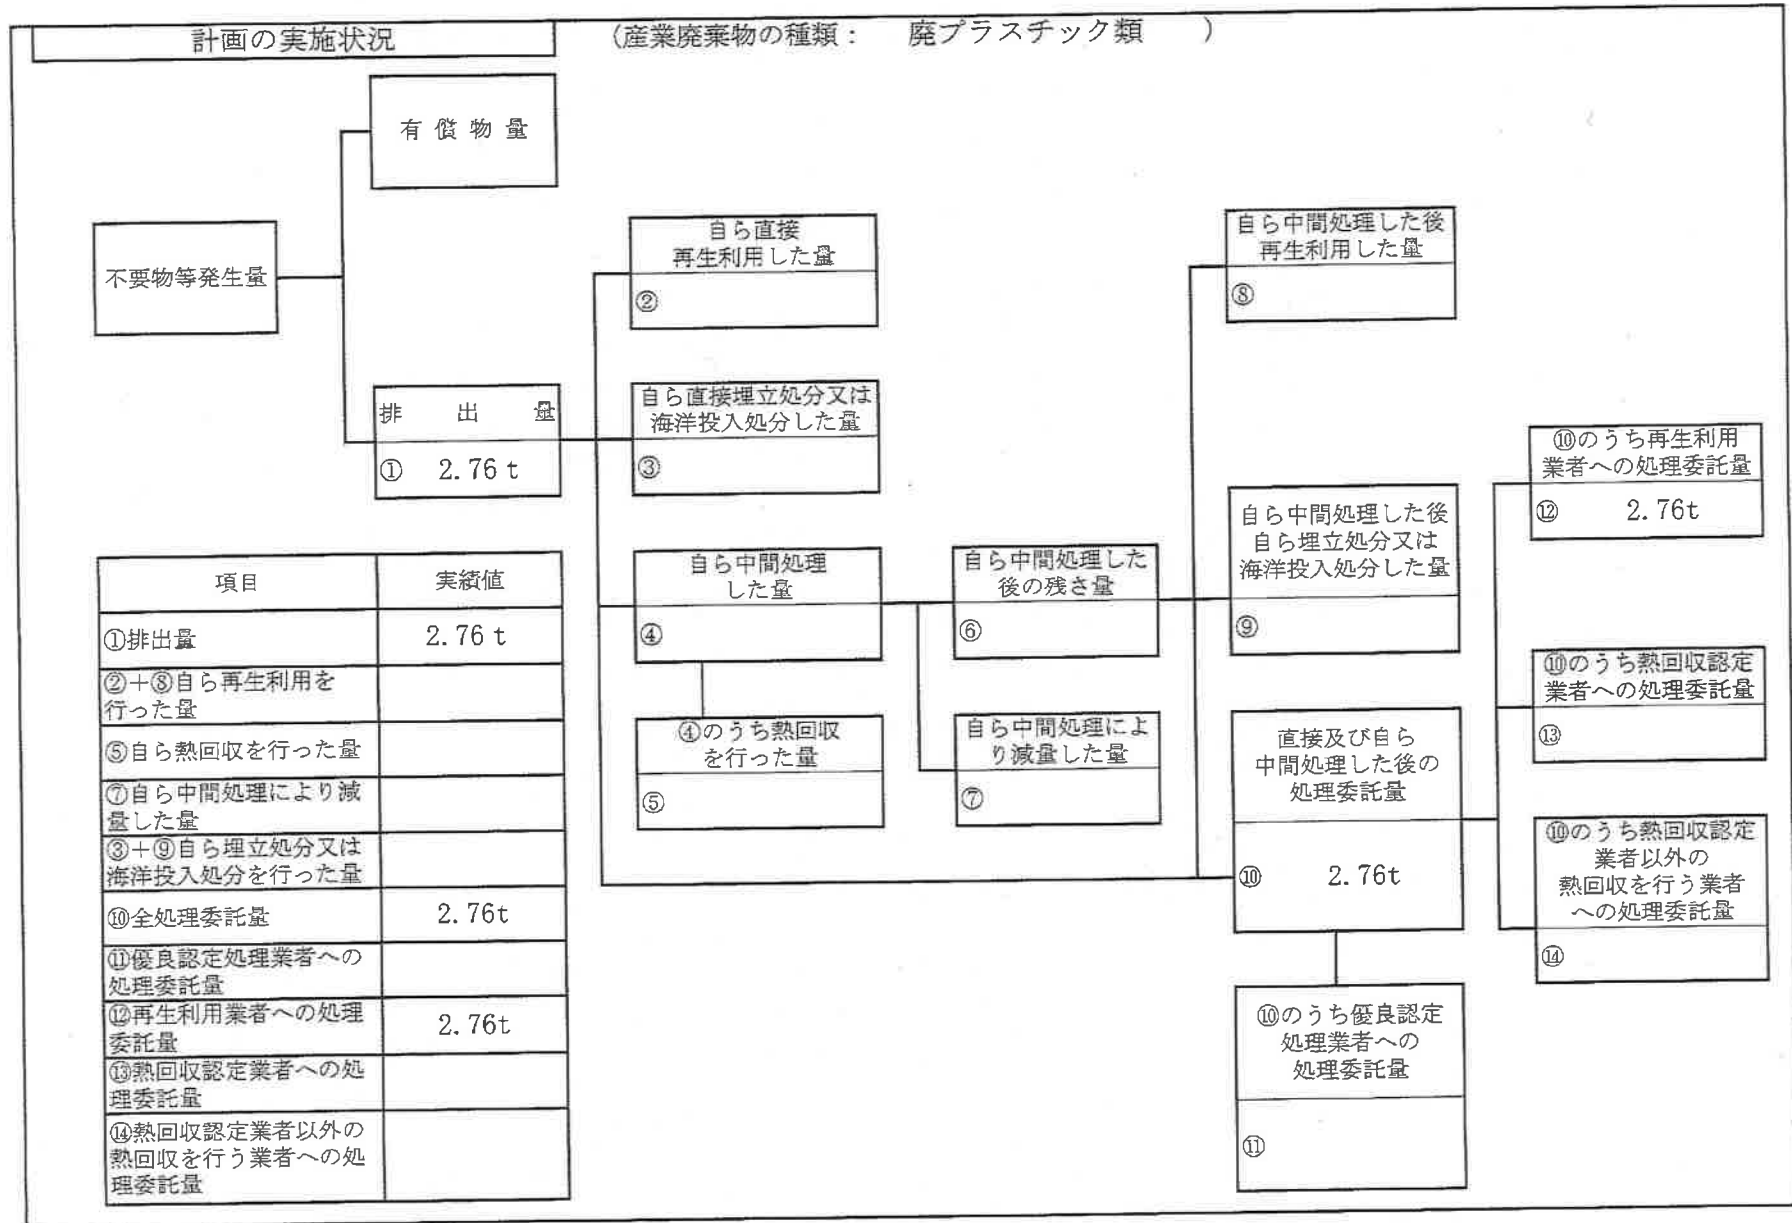 計画の実施状況
(産業廃棄物の種類： 廃プラスチック類 )
有 償 物 量
不要物等発生量
排 出 量
① 2.76 t
自ら直接
再生利用した量
②
自ら直接埋立処分又は
海洋投入処分した量
③
自ら中間処理
した量
④
④のうち熱回収
を行った量
⑤
自ら中間処理した
後の残さ量
⑥
自ら中間処理によ
り減量した量
⑦
自ら中間処理した後
再生利用した量
⑧
自ら中間処理した後
自ら埋立処分又は
海洋投入処分した量
⑨
直接及び自ら
中間処理した後の
処理委託量
⑩ 2.76t
⑩のうち優良認定
処理業者への
処理委託量
⑪
⑩のうち再生利用
業者への処理委託量
⑫ 2.76t
⑩のうち熱回収認定
業者への処理委託量
⑬
⑩のうち熱回収認定
業者以外の
熱回収を行う業者
への処理委託量
⑭
項目 実績値
①排出量 2.76 t
②＋⑧自ら再生利用を
行った量
⑤自ら熱回収を行った量
⑦自ら中間処理により減
量した量
③＋⑨自ら埋立処分又は
海洋投入処分を行った量
⑩全処理委託量 2.76t
⑪優良認定処理業者への
処理委託量
⑫再生利用業者への処理
委託量 2.76t
⑬熱回収認定業者への処
理委託量
⑭熱回収認定業者以外の
熱回収を行う業者への処
理委託量